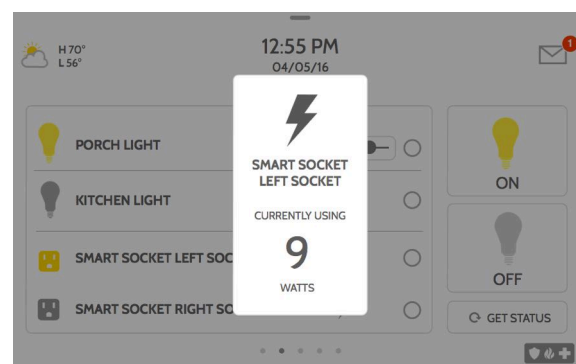 H 70°
L 56°
12:55 PM
04/05/16
1
PORCH LIGHT
KITCHEN LIGHT
SMART SOCKET LEFT SOC
SMART SOCKET RIGHT SO
SMART SOCKET
LEFT SOCKET
CURRENTLY USING
9
WATTS
ON
OFF
GET STATUS